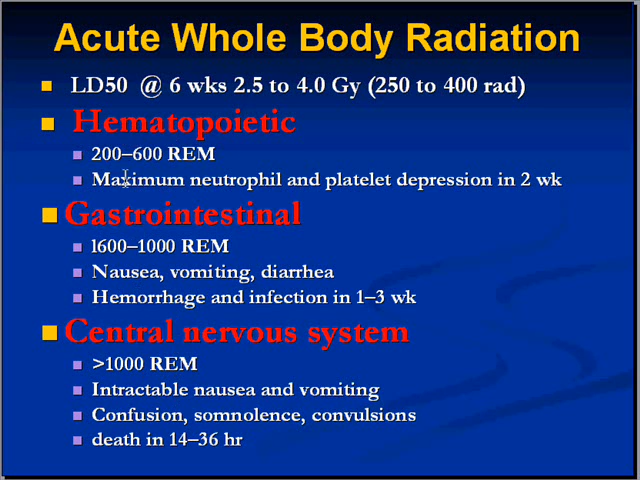 Acute Whole Body Radiation
LD50 @ 6 wks 2.5 to 4.0 Gy (250 to 400 rad)
Hematopoietic
200–600 REM
Maximum neutrophil and platelet depression in 2 wk
Gastrointestinal
l600–1000 REM
Nausea, vomiting, diarrhea
Hemorrhage and infection in 1–3 wk
Central nervous system
>1000 REM
Intractable nausea and vomiting
Confusion, somnolence, convulsions
death in 14–36 hr